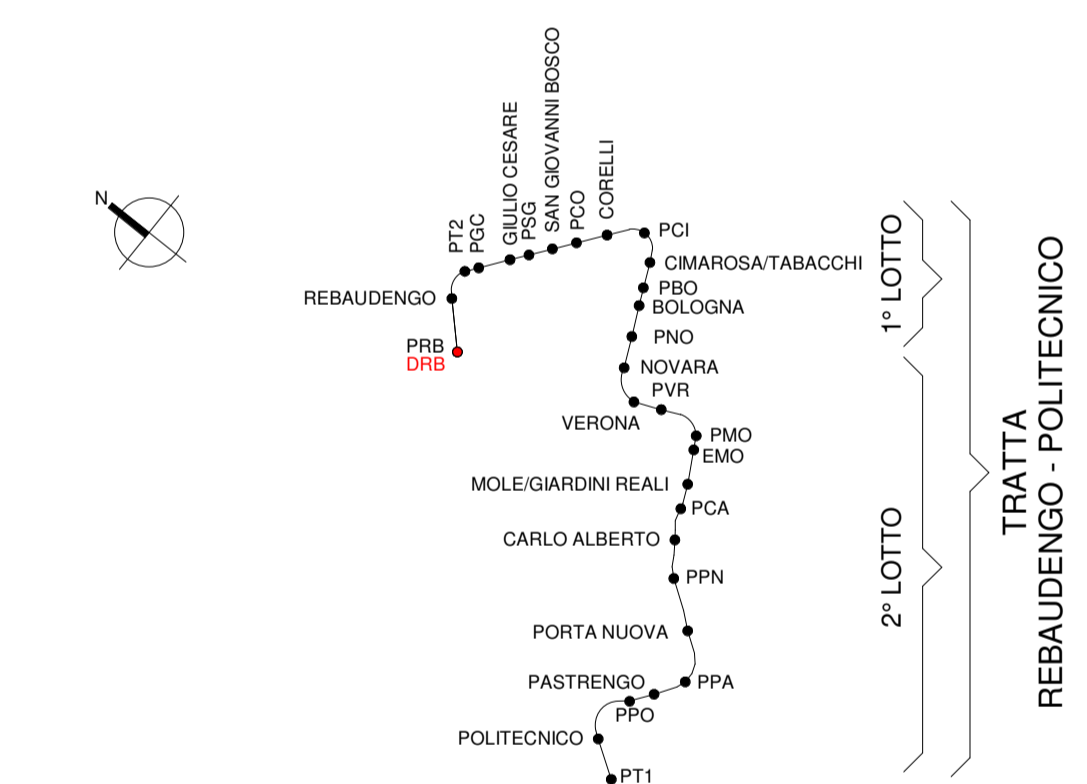 N
PT2
PGC
GIULIO CESARE
PSG
SAN GIOVANNI BOSCO
PCO
CORELLI
PCI
CIMAROSA/TABACCHI
REBAUDENGO
PBO
BOLOGNA
PNO
PRB
DRB
NOVARA
PVR
VERONA
PMO
EMO
MOLE/GIARDINI REALI
PCA
CARLO ALBERTO
PPN
PORTA NUOVA
PASTRENGO
PPA
PPO
POLITECNICO
PT1
1° LOTTO
2° LOTTO
TRATTA
REBAUDENGO - POLITECNICO